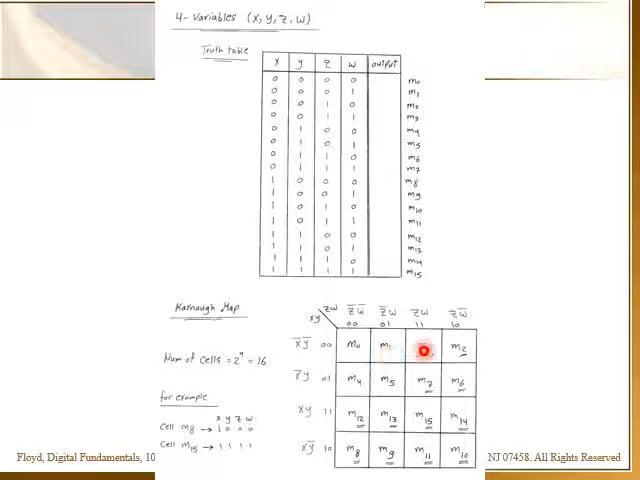 4-Variables (x, y, z, w)
Truth table
x y z w output
0 0 0 0 m0
0 0 0 1 m1
0 0 1 0 m2
0 0 1 1 m3
0 1 0 0 m4
0 1 0 1 m5
0 1 1 0 m6
0 1 1 1 m7
1 0 0 0 m8
1 0 0 1 m9
1 0 1 0 m10
1 0 1 1 m11
1 1 0 0 m12
1 1 0 1 m13
1 1 1 0 m14
1 1 1 1 m15
Karnaugh Map
zw z̅w̅ z̅w zw zw̅
xy 00 01 11 10
x̅y̅ 00 m0 m1 m2
Num of cells = 2⁴ = 16
x̅y 01 m4 m5 m7 m6
for example
xy 11 m12 m13 m15 m14
x y z w
Cell m8 → 1 0 0 0
Cell m15 → 1 1 1 1
xy̅ 10 m8 m9 m11 m10
Floyd, Digital Fundamentals, 10 NJ 07458. All Rights Reserved